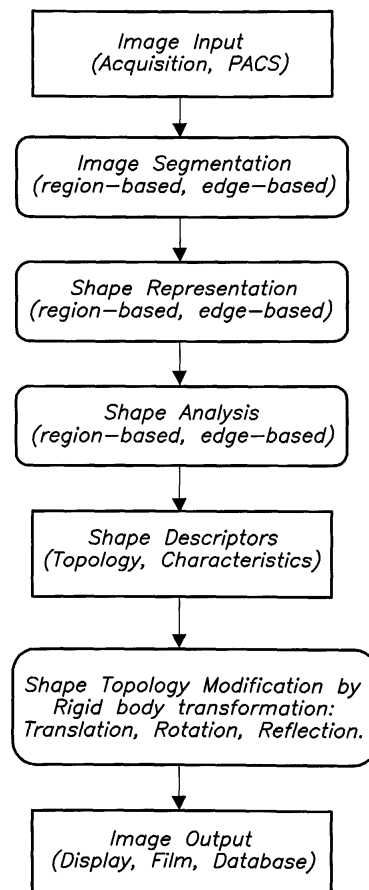 Image Input
(Acquisition, PACS)
Image Segmentation
(region-based, edge-based)
Shape Representation
(region-based, edge-based)
Shape Analysis
(region-based, edge-based)
Shape Descriptors
(Topology, Characteristics)
Shape Topology Modification by
Rigid body transformation:
Translation, Rotation, Reflection.
Image Output
(Display, Film, Database)